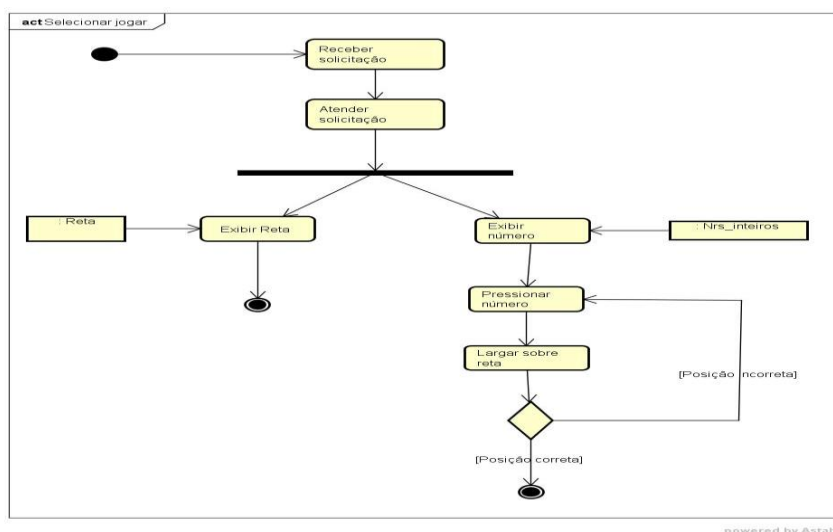 act Selecionar jogar
Receber
solicitação
Atender
solicitação
: Reta
Exibir Reta
Exibir
número
: Nrs_inteiros
Pressionar
número
Largar sobre
reta
[Posição incorreta]
[Posição correta]
powered by Astah